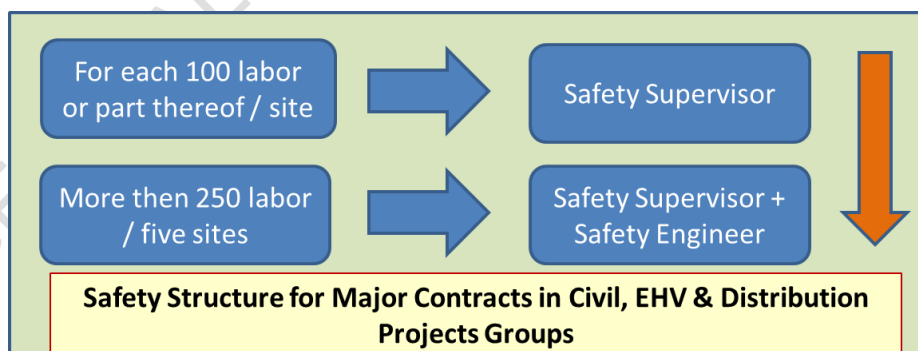 For each 100 labor
or part thereof / site
Safety Supervisor
More then 250 labor
/ five sites
Safety Supervisor +
Safety Engineer
Safety Structure for Major Contracts in Civil, EHV & Distribution
Projects Groups